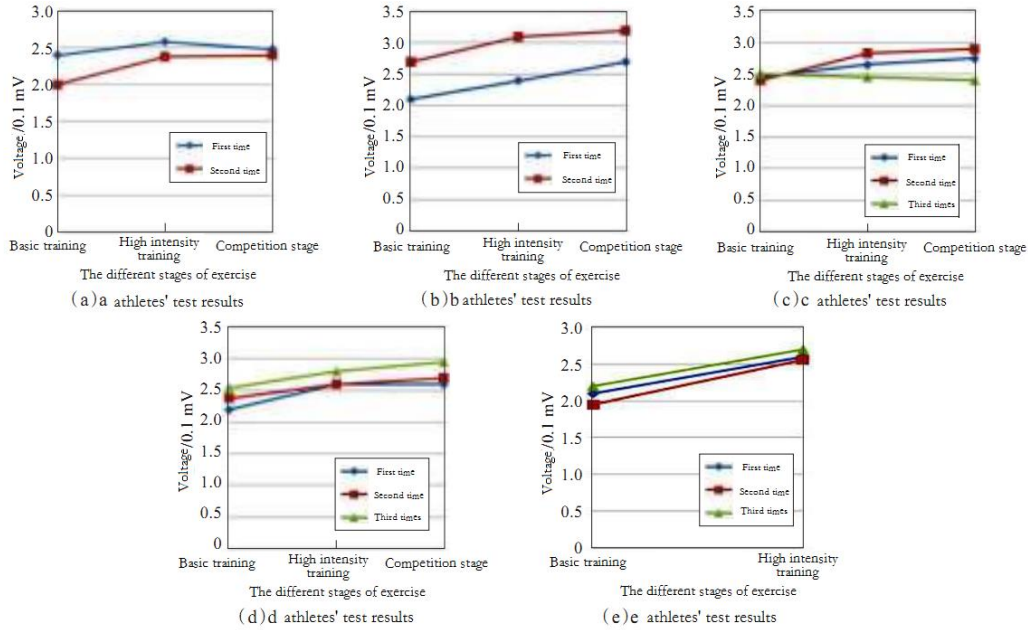 3.0
2.5
2.0
1.5
1.0
0.5
0
Voltage/0.1 mV
First time
Second time
Basic training
High intensity
training
Competition stage
The different stages of exercise
(a)a athletes' test results
3.5
3.0
2.5
2.0
1.5
1.0
0.5
0
Voltage/0.1 mV
First time
Second time
Basic training
High intensity
training
Competition stage
The different stages of exercise
(b)b athletes' test results
3.5
3.0
2.5
2.0
1.5
1.0
0.5
0
Voltage/0.1 mV
First time
Second time
Third times
Basic training
High intensity
training
Competition stage
The different stages of exercise
(c)c athletes' test results
3.5
3.0
2.5
2.0
1.5
1.0
0.5
0
Voltage/0.1 mV
First time
Second time
Third times
Basic training
High intensity
training
Competition stage
The different stages of exercise
(d)d athletes' test results
3.0
2.5
2.0
1.5
1.0
0.5
0
Voltage/0.1 mV
First time
Second time
Third times
Basic training
High intensity
training
The different stages of exercise
(e)e athletes' test results